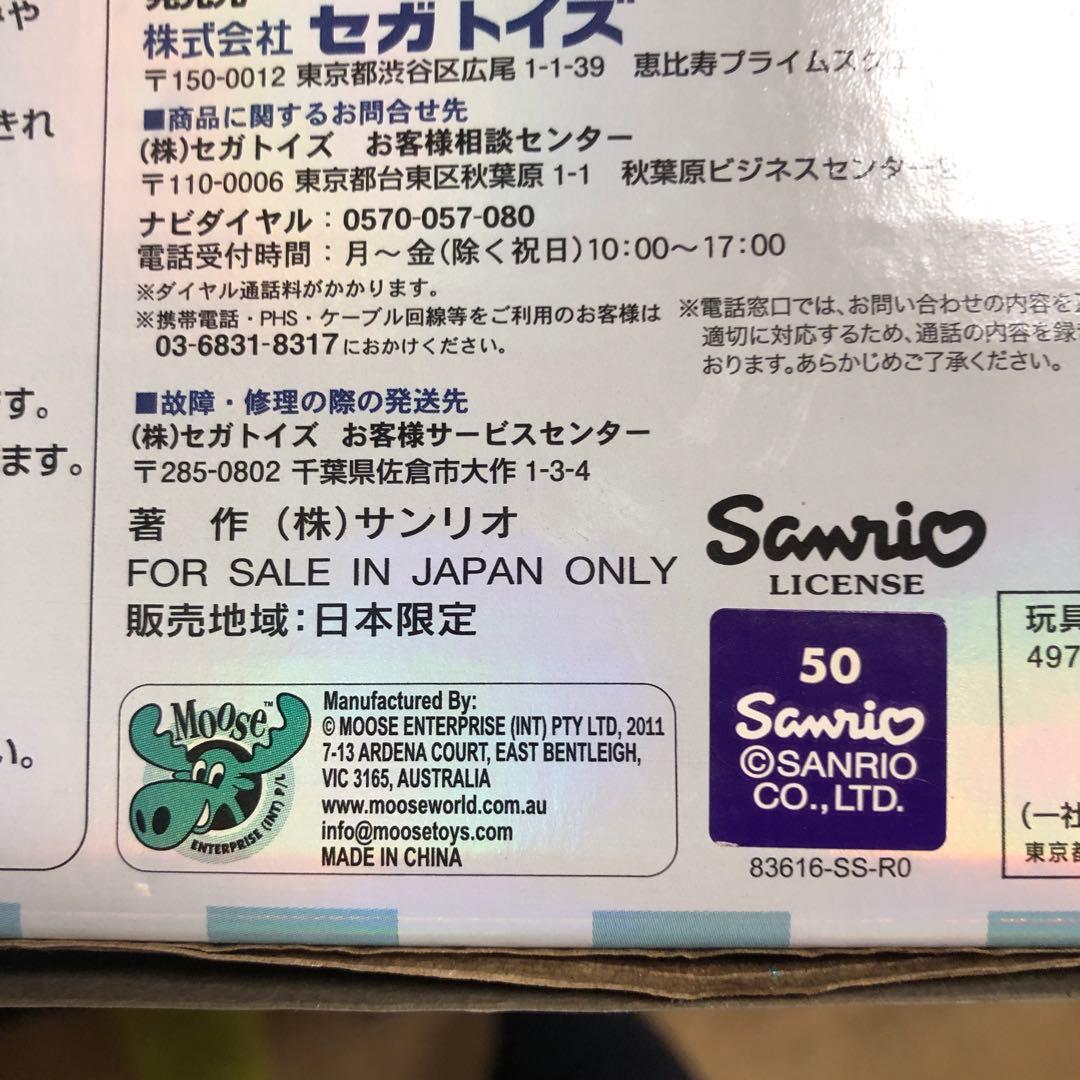 や
株式会社 セガトイズ
〒150-0012 東京都渋谷区広尾 1-1-39 恵比寿プライムスクエ
きれ
■商品に関するお問合せ先
(株)セガトイズ お客様相談センター
〒110-0006 東京都台東区秋葉原 1-1 秋葉原ビジネスセンター
ナビダイヤル：0570-057-080
電話受付時間：月～金(除く祝日)10:00～17:00
※ダイヤル通話料がかかります。
※携帯電話・PHS・ケーブル回線等をご利用のお客様は
03-6831-8317におかけください。
※電話窓口では、お問い合わせの内容を
適切に対応するため、通話の内容を録
おります。あらかじめご了承ください。
す。
ます。
■故障・修理の際の発送先
(株)セガトイズ お客様サービスセンター
〒285-0802 千葉県佐倉市大作 1-3-4
著 作 (株)サンリオ
FOR SALE IN JAPAN ONLY
販売地域：日本限定
い。
Moose™
ENTERPRISE (INT) P/L
Manufactured By:
© MOOSE ENTERPRISE (INT) PTY LTD, 2011
7-13 ARDENA COURT, EAST BENTLEIGH,
VIC 3165, AUSTRALIA
www.mooseworld.com.au
info@moosetoys.com
MADE IN CHINA
Sanrio
LICENSE
50
Sanrio
©SANRIO
CO.,LTD.
83616-SS-R0
玩具
497
(一社
東京都